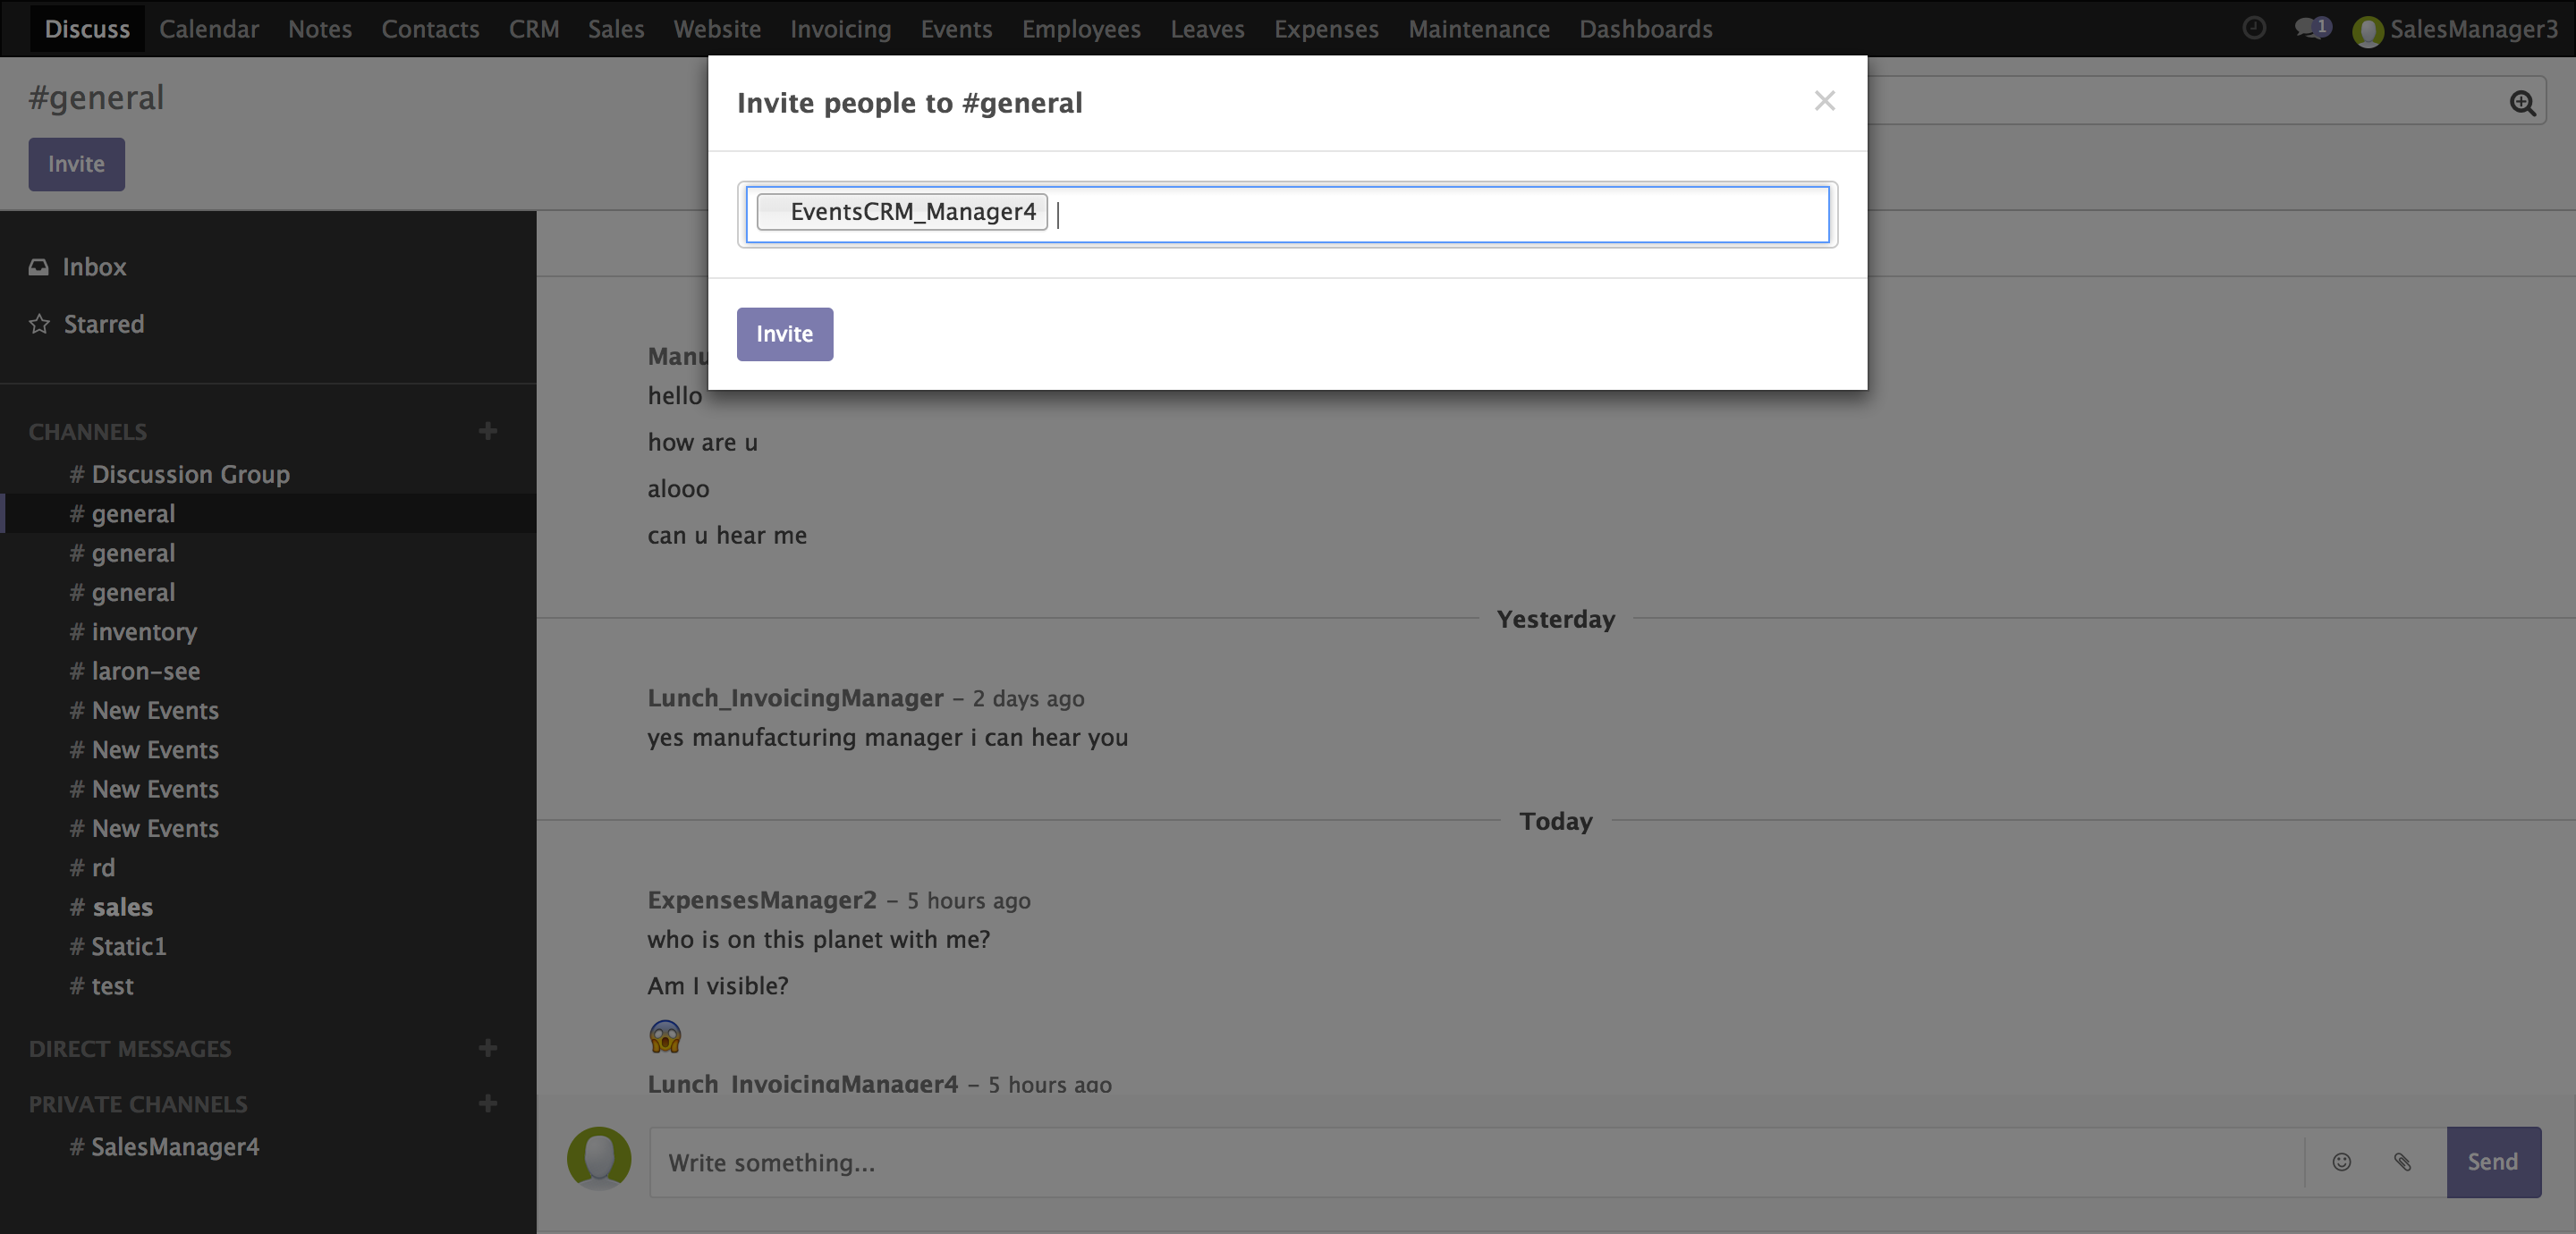 Discuss Calendar Notes Contacts CRM Sales Website Invoicing Events Employees Leaves Expenses Maintenance Dashboards 1 SalesManager3
#general
Invite
Invite people to #general
×
EventsCRM_Manager4
Invite
Inbox
Starred
CHANNELS
# Discussion Group
# general
# general
# general
# inventory
# laron-see
# New Events
# New Events
# New Events
# New Events
# rd
# sales
# Static1
# test
DIRECT MESSAGES
PRIVATE CHANNELS
# SalesManager4
hello
how are u
alooo
can u hear me
Yesterday
Lunch_InvoicingManager – 2 days ago
yes manufacturing manager i can hear you
Today
ExpensesManager2 – 5 hours ago
who is on this planet with me?
Am I visible?
Lunch_InvoicingManager4 – 5 hours ago
Write something...
Send